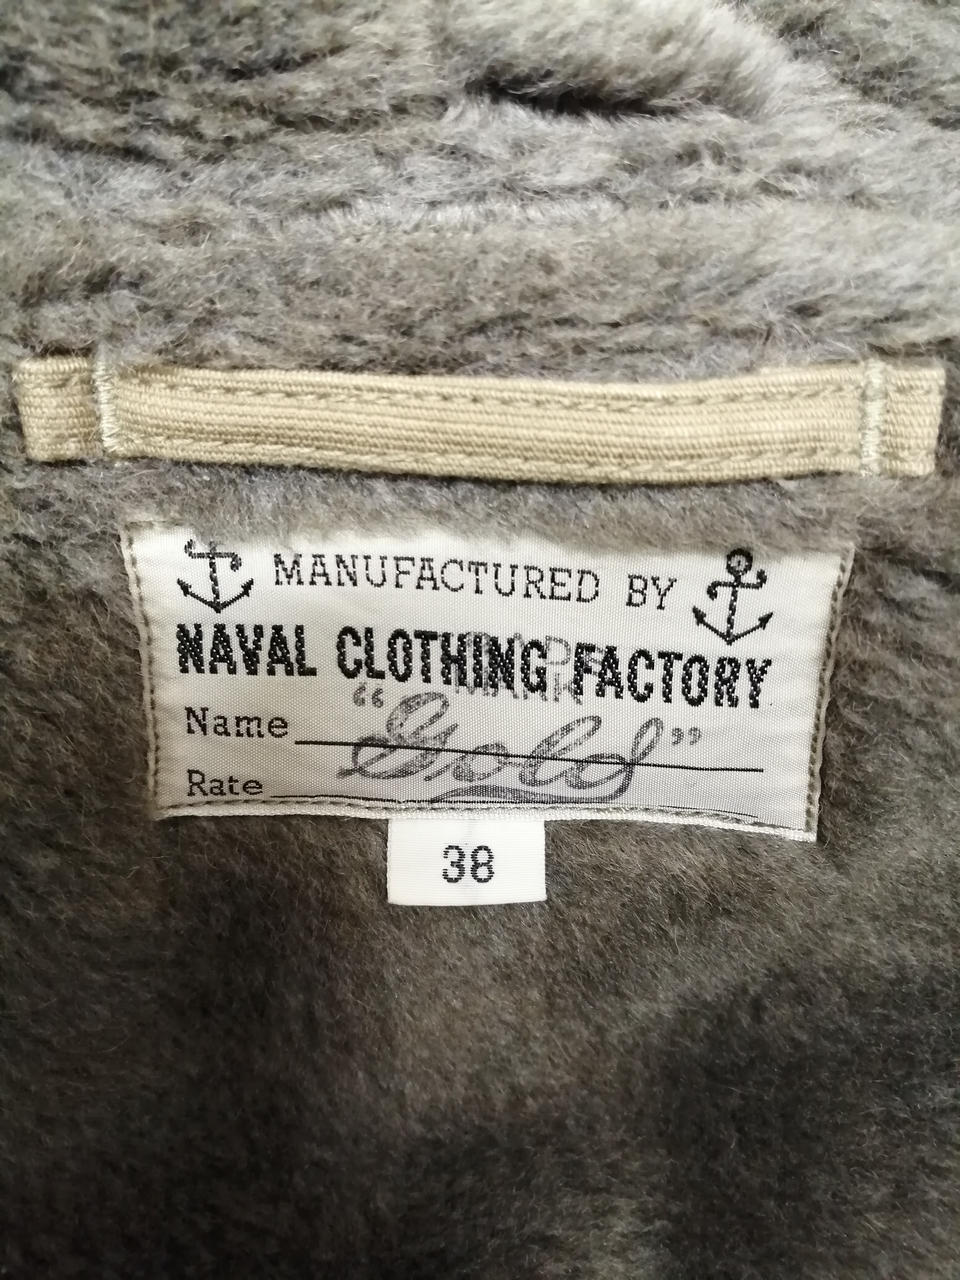 MANUFACTURED BY
NAVAL CLOTHING FACTORY
Name
"Gold"
Rate
38